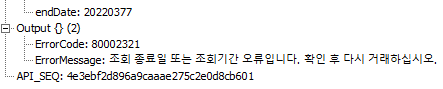 endDate: 20220377
Output {} (2)
ErrorCode: 80002321
ErrorMessage: 조회 종료일 또는 조회기간 오류입니다. 확인 후 다시 거래하십시오.
API_SEQ: 4e3ebf2d896a9caaae275c2e0d8cb601